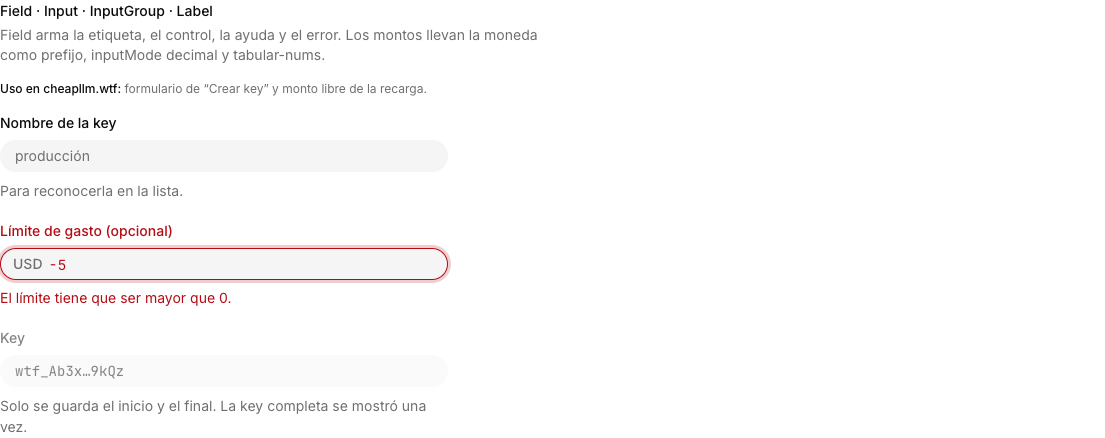 Field · Input · InputGroup · Label
Field arma la etiqueta, el control, la ayuda y el error. Los montos llevan la moneda
como prefijo, inputMode decimal y tabular-nums.
Uso en cheapllm.wtf: formulario de “Crear key” y monto libre de la recarga.
Nombre de la key
producción
Para reconocerla en la lista.
Límite de gasto (opcional)
USD -5
El límite tiene que ser mayor que 0.
Key
wtf_Ab3x…9kQz
Solo se guarda el inicio y el final. La key completa se mostró una
vez.